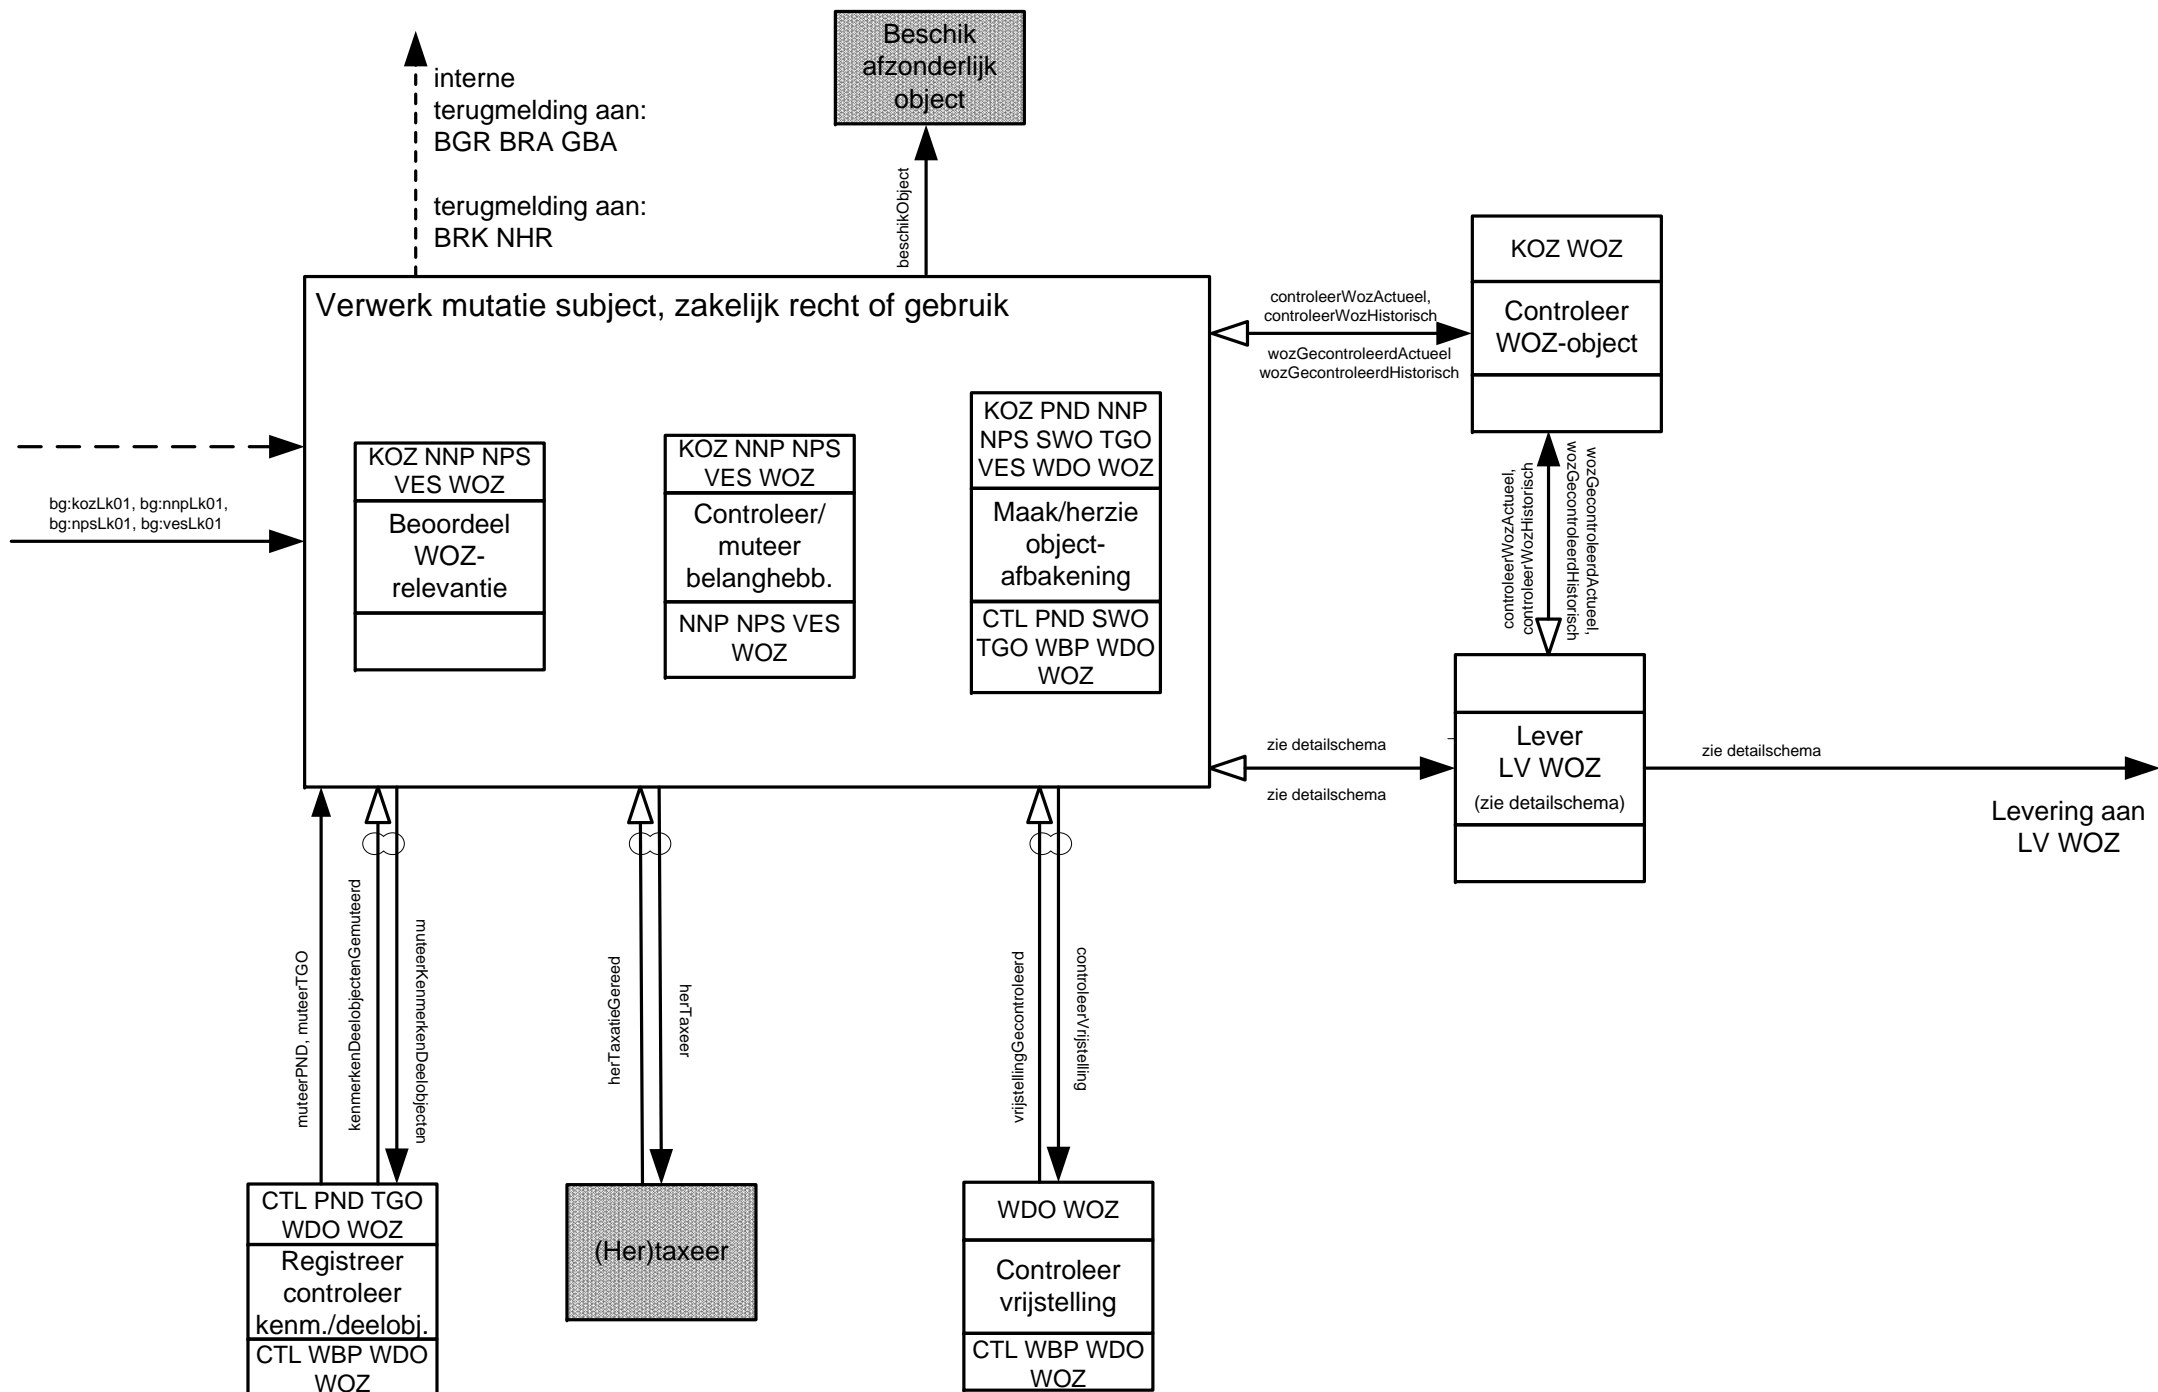 Beschik
afzonderlijk
object
interne
terugmelding aan:
BGR BRA GBA
terugmelding aan:
BRK NHR
beschikObject
KOZ WOZ
Controleer
WOZ-object
Verwerk mutatie subject, zakelijk recht of gebruik
controleerWozActueel,
controleerWozHistorisch
wozGecontroleerdActueel
wozGecontroleerdHistorisch
bg:kozLk01, bg:nnpLk01,
bg:npsLk01, bg:vesLk01
KOZ NNP NPS
VES WOZ
Beoordeel
WOZ-
relevantie
KOZ NNP NPS
VES WOZ
Controleer/
muteer
belanghebb.
NNP NPS VES
WOZ
KOZ PND NNP
NPS SWO TGO
VES WDO WOZ
Maak/herzie
object-
afbakening
CTL PND SWO
TGO WBP WDO
WOZ
controleerWozActueel,
controleerWozHistorisch
wozGecontroleerdActueel,
wozGecontroleerdHistorisch
zie detailschema
zie detailschema
Lever
LV WOZ
(zie detailschema)
zie detailschema
Levering aan
LV WOZ
muteerPND, muteerTGO
kenmerkenDeelobjectenGemuteerd
muteerKenmerkenDeelobjecten
herTaxatieGereed
herTaxeer
vrijstellingGecontroleerd
controleerVrijstelling
CTL PND TGO
WDO WOZ
Registreer
controleer
kenm./deelobj.
CTL WBP WDO
WOZ
(Her)taxeer
WDO WOZ
Controleer
vrijstelling
CTL WBP WDO
WOZ